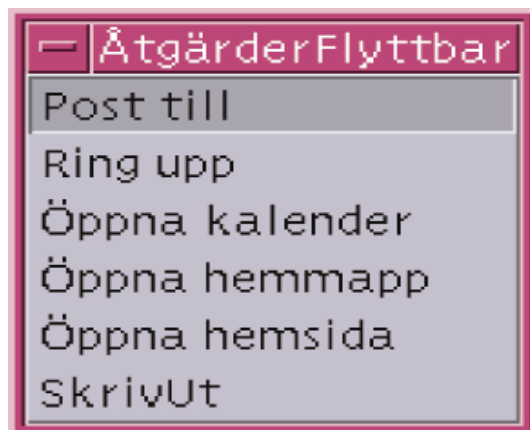 ÅtgärderFlyttbar
Post till
Ring upp
Öppna kalender
Öppna hemmapp
Öppna hemsida
SkrivUt